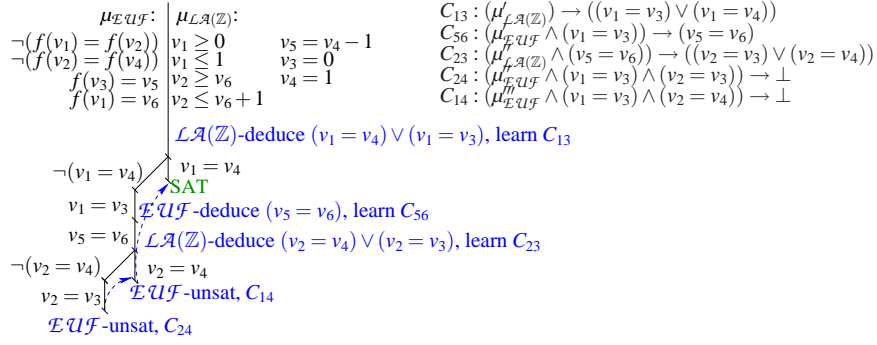 μ_EUF: μ_LA(ℤ):
¬(f(v₁) = f(v₂)) v₁ ≥ 0 v₅ = v₄ − 1
¬(f(v₂) = f(v₄)) v₁ ≤ 1 v₃ = 0
f(v₃) = v₅ v₂ ≥ v₆ v₄ = 1
f(v₁) = v₆ v₂ ≤ v₆ + 1
C₁₃ : (μ′_LA(ℤ)) → ((v₁ = v₃) ∨ (v₁ = v₄))
C₅₆ : (μ′_EUF ∧ (v₁ = v₃)) → (v₅ = v₆)
C₂₃ : (μ″_LA(ℤ) ∧ (v₅ = v₆)) → ((v₂ = v₃) ∨ (v₂ = v₄))
C₂₄ : (μ″_EUF ∧ (v₁ = v₃) ∧ (v₂ = v₃)) → ⊥
C₁₄ : (μ‴_EUF ∧ (v₁ = v₃) ∧ (v₂ = v₄)) → ⊥
LA(ℤ)-deduce (v₁ = v₄) ∨ (v₁ = v₃), learn C₁₃
¬(v₁ = v₄) v₁ = v₄
SAT
v₁ = v₃ EUF-deduce (v₅ = v₆), learn C₅₆
v₅ = v₆ LA(ℤ)-deduce (v₂ = v₄) ∨ (v₂ = v₃), learn C₂₃
¬(v₂ = v₄) v₂ = v₄
v₂ = v₃ EUF-unsat, C₁₄
EUF-unsat, C₂₄